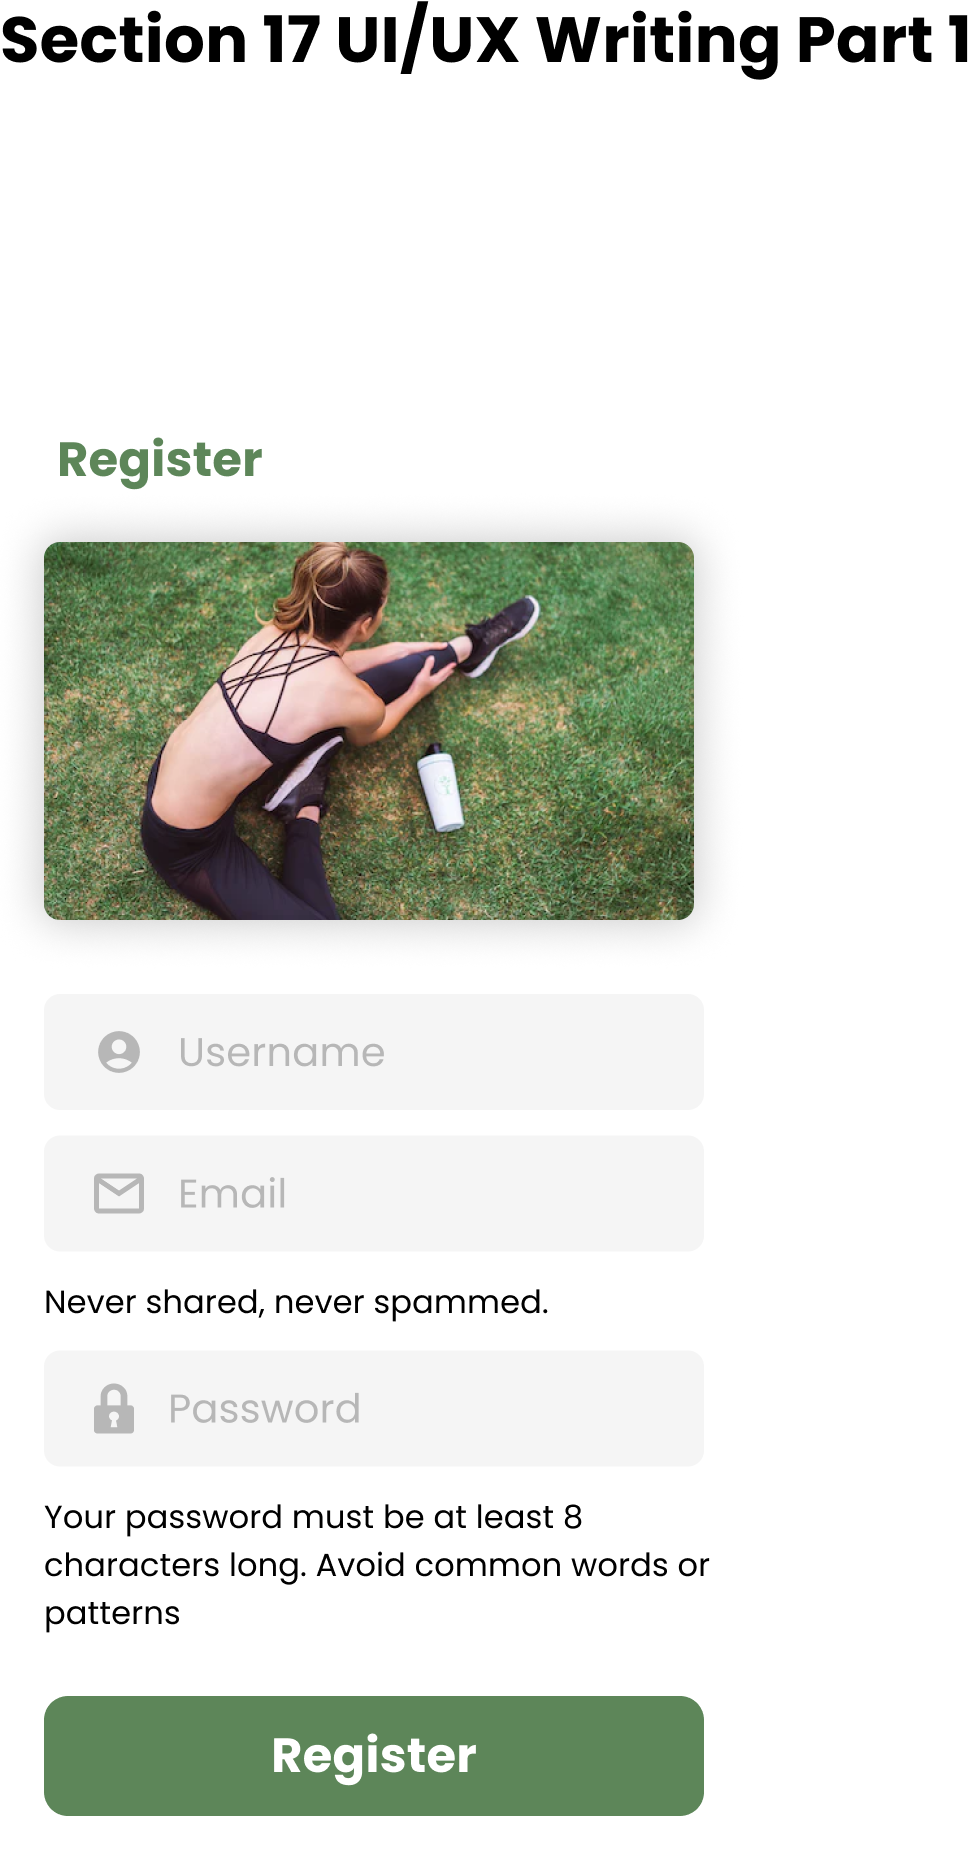 Section 17 UI/UX Writing Part 1
Register
Username
Email
Never shared, never spammed.
Password
Your password must be at least 8
characters long. Avoid common words or
patterns
Register